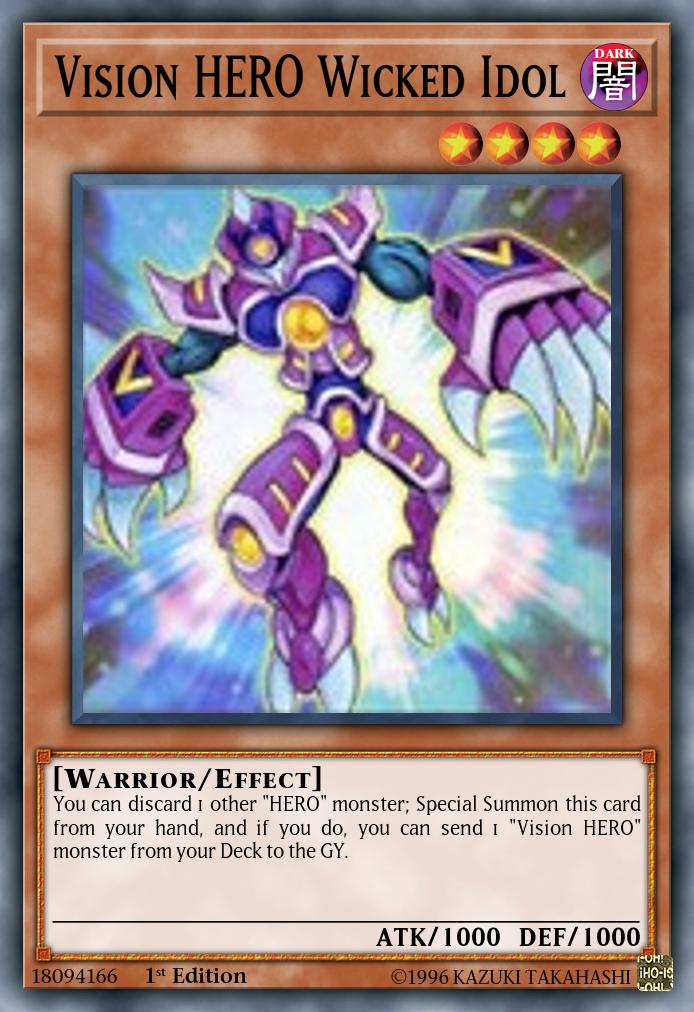 Vision HERO Wicked Idol
DARK
闇
[Warrior/Effect]
You can discard 1 other "HERO" monster; Special Summon this card
from your hand, and if you do, you can send 1 "Vision HERO"
monster from your Deck to the GY.
ATK/1000 DEF/1000
18094166 1st Edition ©1996 KAZUKI TAKAHASHI